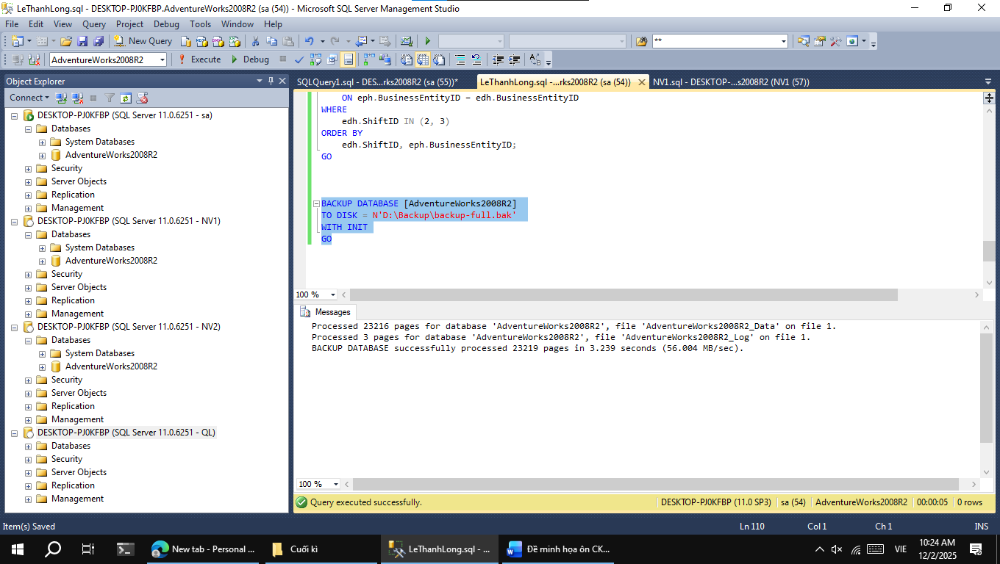 LeThanhLong.sql - DESKTOP-PJ0KFBP.AdventureWorks2008R2 (sa (54)) - Microsoft SQL Server Management Studio
File Edit View Query Project Debug Tools Window Help
New Query
**
AdventureWorks2008R2
Execute
Debug
Object Explorer
Connect
DESKTOP-PJ0KFBP (SQL Server 11.0.6251 - sa)
Databases
System Databases
AdventureWorks2008R2
Security
Server Objects
Replication
Management
DESKTOP-PJ0KFBP (SQL Server 11.0.6251 - NV1)
Databases
System Databases
AdventureWorks2008R2
Security
Server Objects
Replication
Management
DESKTOP-PJ0KFBP (SQL Server 11.0.6251 - NV2)
Databases
System Databases
AdventureWorks2008R2
Security
Server Objects
Replication
Management
DESKTOP-PJ0KFBP (SQL Server 11.0.6251 - QL)
Databases
Security
Server Objects
Replication
Management
SQLQuery1.sql - DES...rks2008R2 (sa (55))*
LeThanhLong.sql -...rks2008R2 (sa (54))
NV1.sql - DESKTOP-...s2008R2 (NV1 (57))
ON eph.BusinessEntityID = edh.BusinessEntityID
WHERE
edh.ShiftID IN (2, 3)
ORDER BY
edh.ShiftID, eph.BusinessEntityID;
GO
BACKUP DATABASE [AdventureWorks2008R2]
TO DISK = N'D:\Backup\backup-full.bak'
WITH INIT
GO
100 %
Messages
Processed 23216 pages for database 'AdventureWorks2008R2', file 'AdventureWorks2008R2_Data' on file 1.
Processed 3 pages for database 'AdventureWorks2008R2', file 'AdventureWorks2008R2_Log' on file 1.
BACKUP DATABASE successfully processed 23219 pages in 3.239 seconds (56.004 MB/sec).
100 %
Query executed successfully.
DESKTOP-PJ0KFBP (11.0 SP3)
sa (54)
AdventureWorks2008R2
00:00:05
0 rows
Item(s) Saved
Ln 110
Col 1
Ch 1
INS
New tab - Personal ...
Cuối kì
LeThanhLong.sql - ...
Đề minh họa ôn CK...
VIE
10:24 AM
12/2/2025